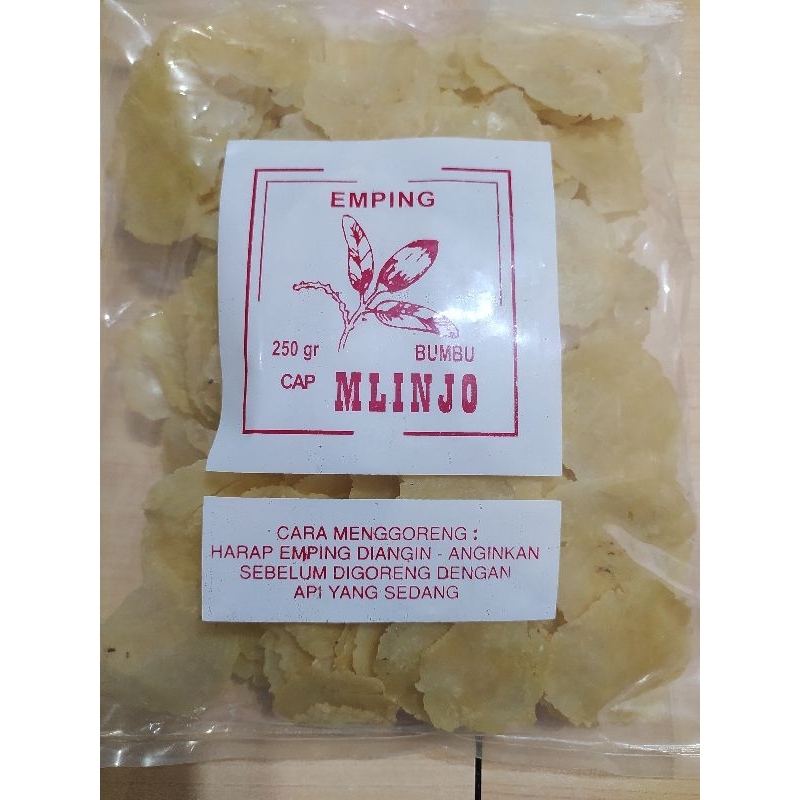 EMPING
250 gr BUMBU
CAP MLINJO
CARA MENGGORENG :
HARAP EMPING DIANGIN - ANGINKAN
SEBELUM DIGORENG DENGAN
API YANG SEDANG